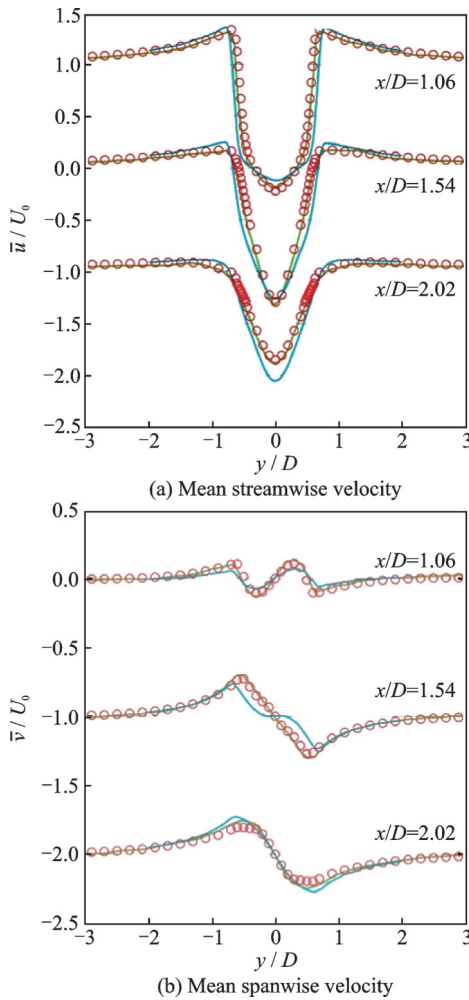 1.5
1.0
x/D=1.06
0.5
0.0
x/D=1.54
−0.5
u̅ / U₀
−1.0
x/D=2.02
−1.5
−2.0
−2.5
−3 −2 −1 0 1 2 3
y / D
(a) Mean streamwise velocity
0.5
x/D=1.06
0.0
−0.5
x/D=1.54
v̅ / U₀
−1.0
−1.5
x/D=2.02
−2.0
−2.5
−3 −2 −1 0 1 2 3
y / D
(b) Mean spanwise velocity